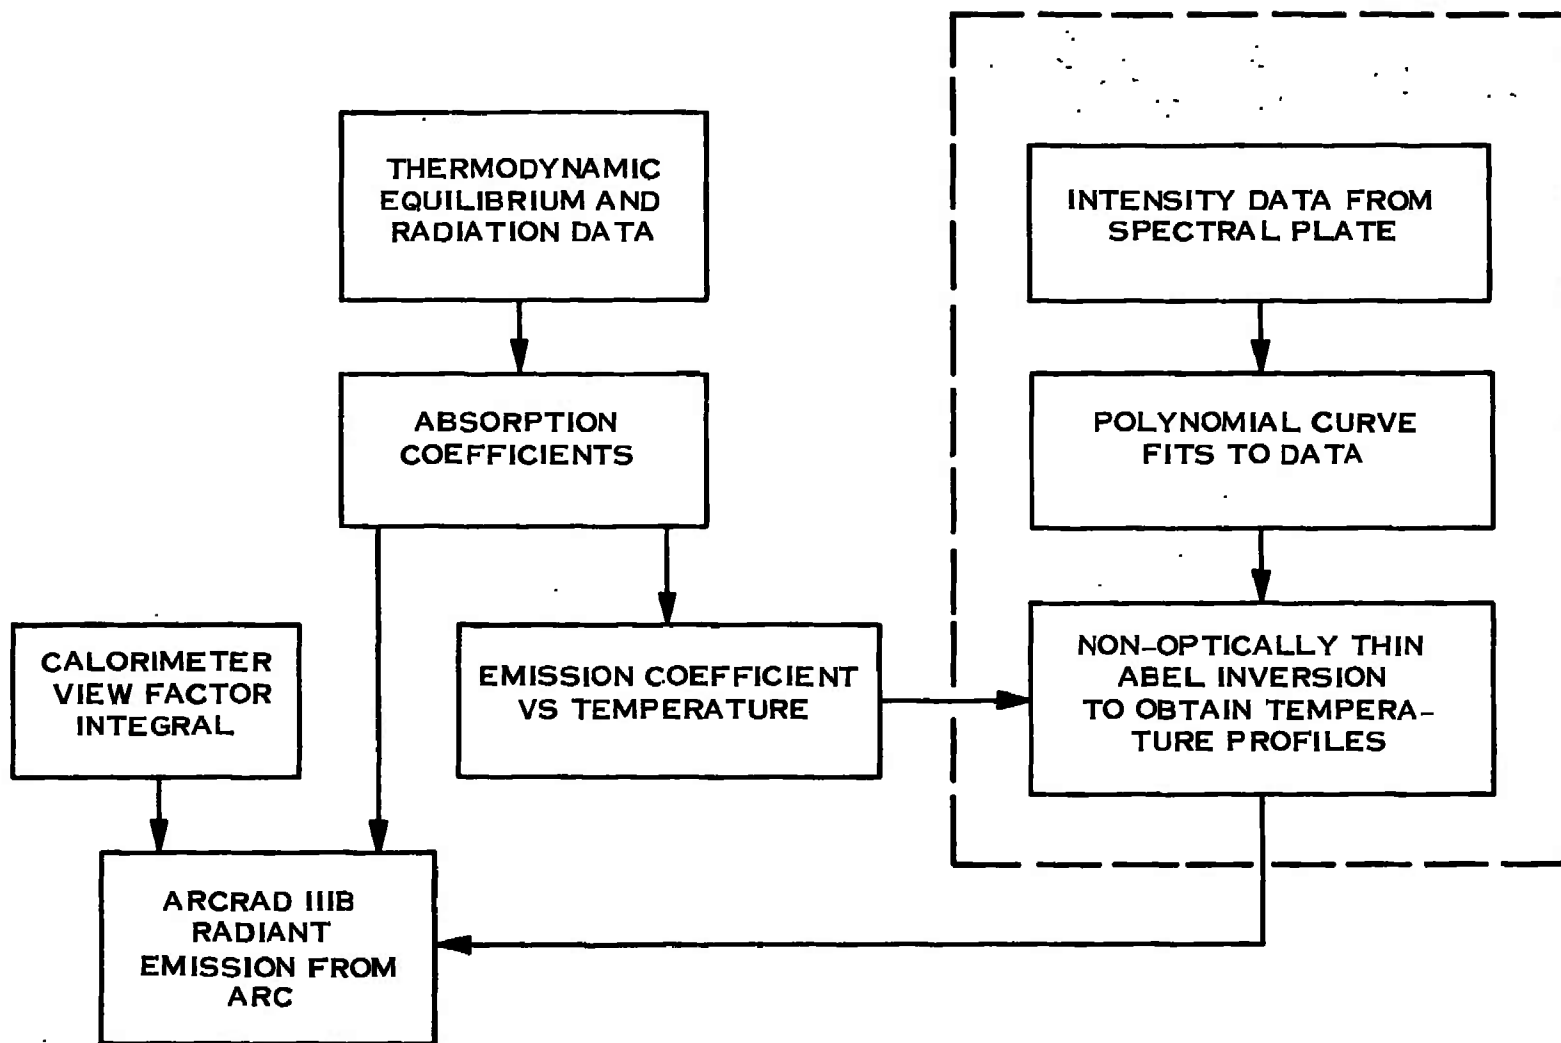 THERMODYNAMIC
EQUILIBRIUM AND
RADIATION DATA
INTENSITY DATA FROM
SPECTRAL PLATE
ABSORPTION
COEFFICIENTS
POLYNOMIAL CURVE
FITS TO DATA
CALORIMETER
VIEW FACTOR
INTEGRAL
EMISSION COEFFICIENT
VS TEMPERATURE
NON-OPTICALLY THIN
ABEL INVERSION
TO OBTAIN TEMPERA-
TURE PROFILES
ARCRAD IIIB
RADIANT
EMISSION FROM
ARC